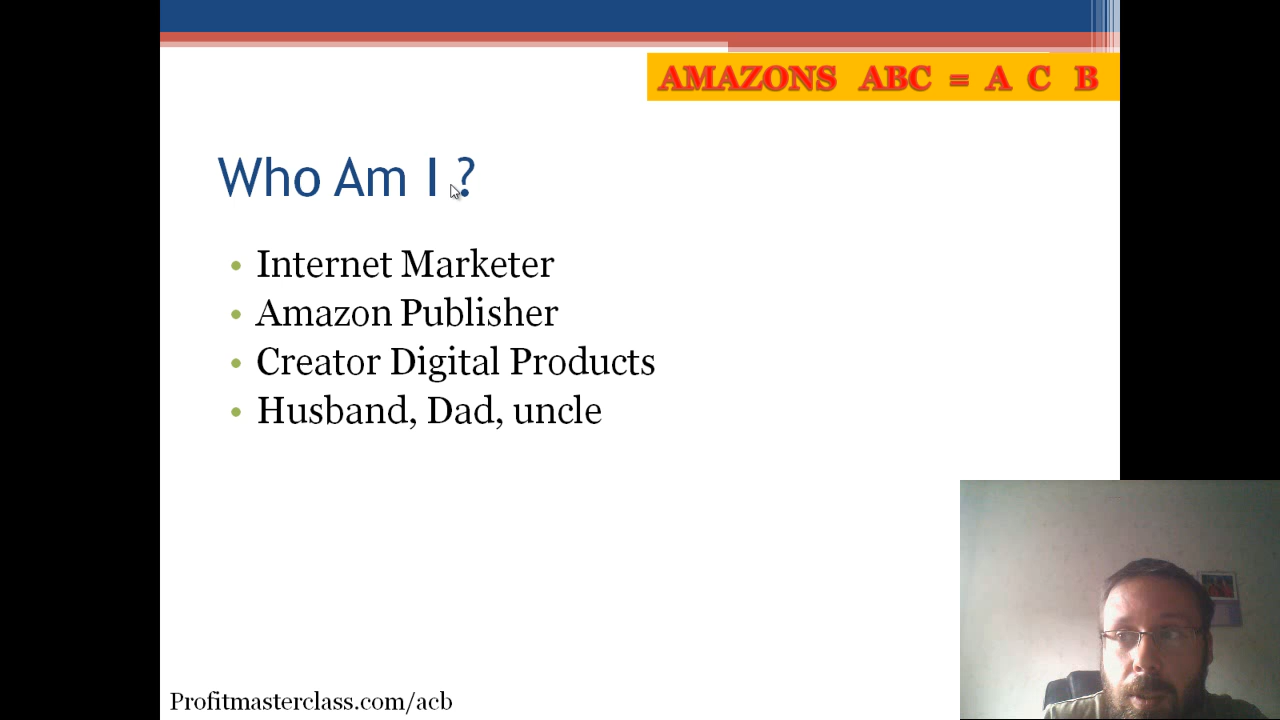 AMAZONS ABC = A C B
Who Am I ?
• Internet Marketer
• Amazon Publisher
• Creator Digital Products
• Husband, Dad, uncle
Profitmasterclass.com/acb